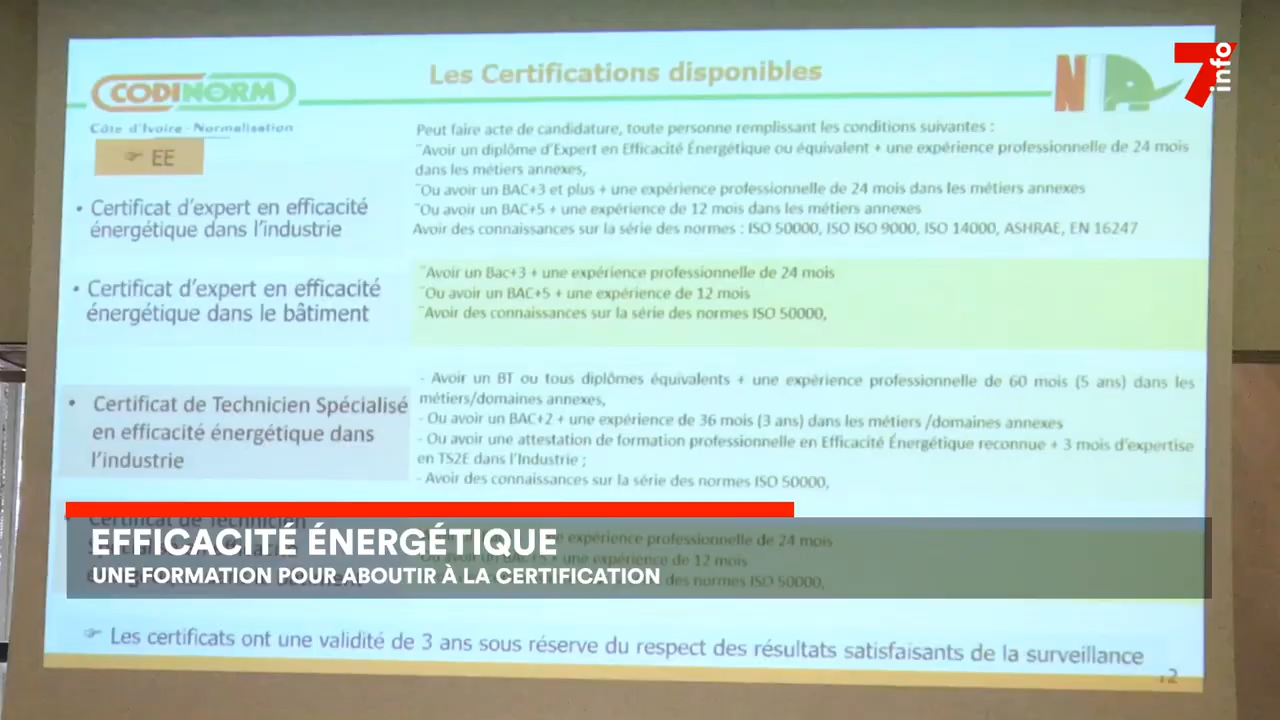 Les Certifications disponibles
CODINORM
Côte d'Ivoire-Normalisation
7info
☞ EE
Peut faire acte de candidature, toute personne remplissant les conditions suivantes :
¨Avoir un diplôme d'Expert en Efficacité Énergétique ou équivalent + une expérience professionnelle de 24 mois
dans les métiers annexes,
¨Ou avoir un BAC+3 et plus + une expérience professionnelle de 24 mois dans les métiers annexes
¨Ou avoir un BAC+5 + une expérience de 12 mois dans les métiers annexes
Avoir des connaissances sur la série des normes : ISO 50000, ISO ISO 9000, ISO 14000, ASHRAE, EN 16247
• Certificat d'expert en efficacité
énergétique dans l'industrie
¨Avoir un Bac+3 + une expérience professionnelle de 24 mois
¨Ou avoir un BAC+5 + une expérience de 12 mois
¨Avoir des connaissances sur la série des normes ISO 50000,
• Certificat d'expert en efficacité
énergétique dans le bâtiment
- Avoir un BT ou tous diplômes équivalents + une expérience professionnelle de 60 mois (5 ans) dans les
métiers/domaines annexes,
- Ou avoir un BAC+2 + une expérience de 36 mois (3 ans) dans les métiers /domaines annexes
- Ou avoir une attestation de formation professionnelle en Efficacité Énergétique reconnue + 3 mois d'expertise
en TS2E dans l'Industrie ;
- Avoir des connaissances sur la série des normes ISO 50000,
• Certificat de Technicien Spécialisé
en efficacité énergétique dans
l'industrie
Certificat de Technicien
expérience professionnelle de 24 mois
une expérience de 12 mois
des normes ISO 50000,
EFFICACITÉ ÉNERGÉTIQUE
UNE FORMATION POUR ABOUTIR À LA CERTIFICATION
☞ Les certificats ont une validité de 3 ans sous réserve du respect des résultats satisfaisants de la surveillance
12